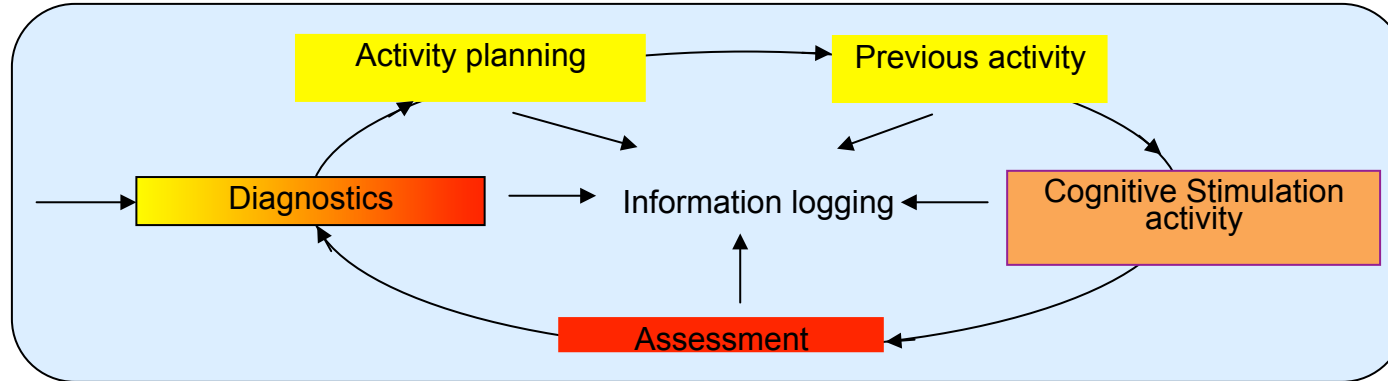 Activity planning
Previous activity
Diagnostics
Information logging
Cognitive Stimulation
activity
Assessment